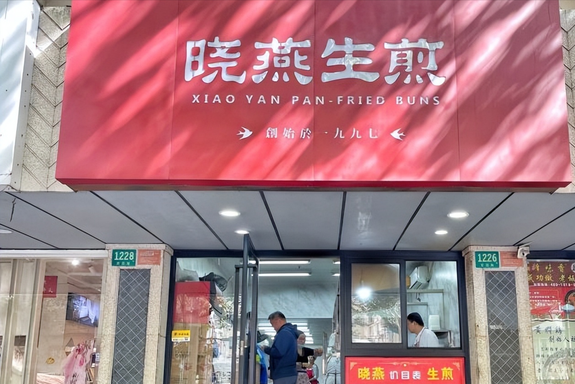 晓燕生煎
XIAO YAN PAN-FRIED BUNS
創始於一九九七
1228
1226
晓燕 价目表 生煎